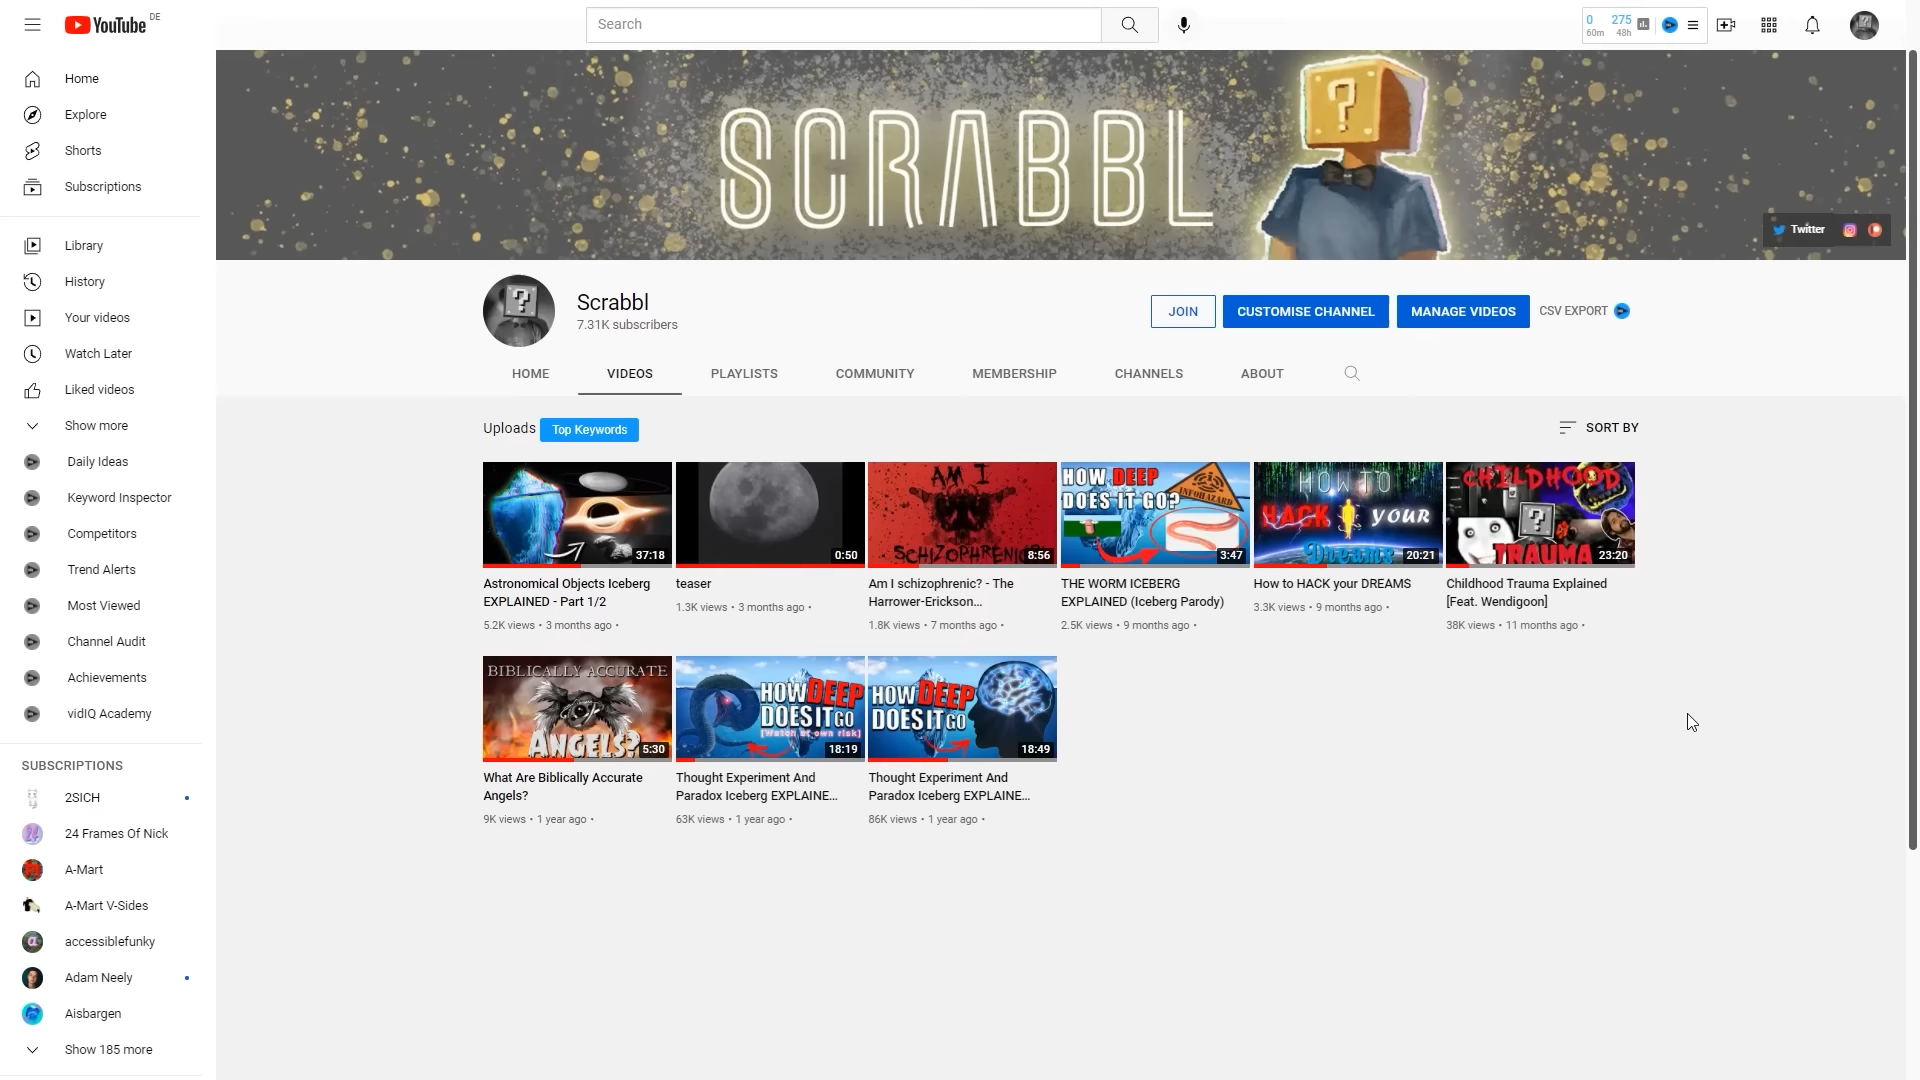 YouTube DE
Search
0 275
60m 48h
Home
Explore
Shorts
Subscriptions
Library
History
Your videos
Watch Later
Liked videos
Show more
Daily Ideas
Keyword Inspector
Competitors
Trend Alerts
Most Viewed
Channel Audit
Achievements
vidIQ Academy
SUBSCRIPTIONS
2SICH
24 Frames Of Nick
A-Mart
A-Mart V-Sides
accessiblefunky
Adam Neely
Aisbargen
Show 185 more
SCRABBL
?
Twitter
?
Scrabbl
7.31K subscribers
JOIN
CUSTOMISE CHANNEL
MANAGE VIDEOS
CSV EXPORT
HOME
VIDEOS
PLAYLISTS
COMMUNITY
MEMBERSHIP
CHANNELS
ABOUT
Uploads
Top Keywords
SORT BY
37:18
Astronomical Objects Iceberg
EXPLAINED - Part 1/2
5.2K views • 3 months ago •
0:50
teaser
1.3K views • 3 months ago •
AM I
SCHIZOPHRENIC
8:56
Am I schizophrenic? - The
Harrower-Erickson...
1.8K views • 7 months ago •
HOW DEEP
DOES IT GO?
INFOHAZARD
3:47
THE WORM ICEBERG
EXPLAINED (Iceberg Parody)
2.5K views • 9 months ago •
HOW TO
HACK YOUR
Dreams
20:21
How to HACK your DREAMS
3.3K views • 9 months ago •
CHILDHOOD
?
TRAUMA
23:20
Childhood Trauma Explained
[Feat. Wendigoon]
38K views • 11 months ago •
BIBLICALLY ACCURATE
ANGELS?
5:30
What Are Biblically Accurate
Angels?
9K views • 1 year ago •
HOW DEEP
DOES IT GO
[Watch at own risk]
18:19
Thought Experiment And
Paradox Iceberg EXPLAINE...
63K views • 1 year ago •
HOW DEEP
DOES IT GO
18:49
Thought Experiment And
Paradox Iceberg EXPLAINE...
86K views • 1 year ago •